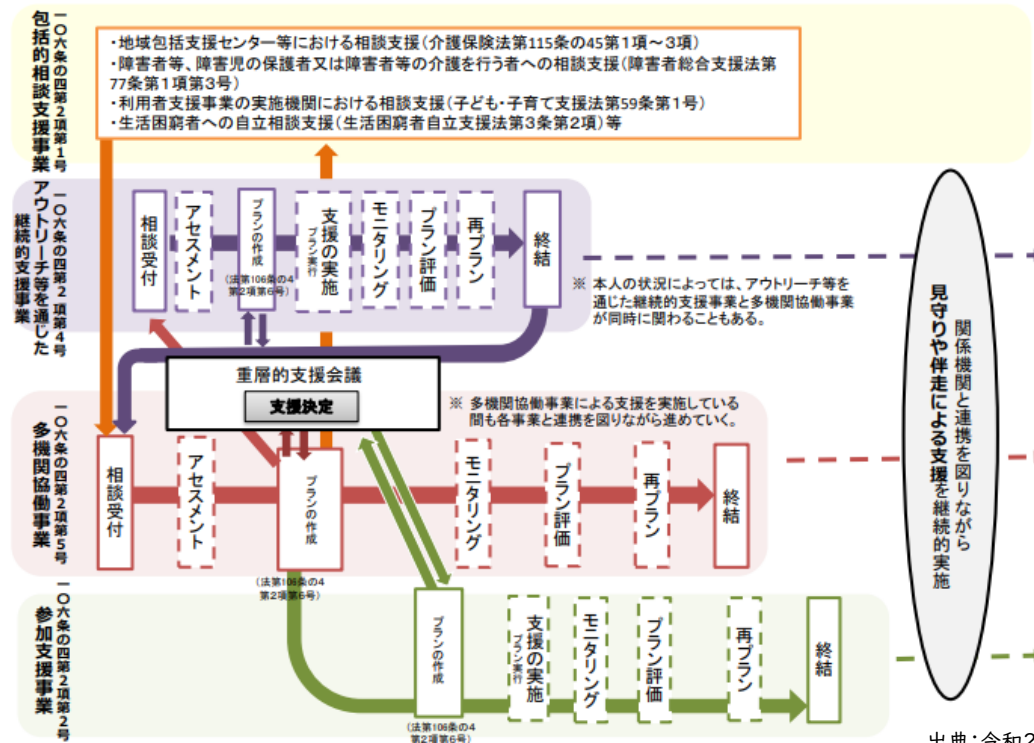 包括的相談支援事業
一〇六条の四第2項第1号
・地域包括支援センター等における相談支援(介護保険法第115条の45第1項～3項)
・障害者等、障害児の保護者又は障害者等の介護を行う者への相談支援(障害者総合支援法第
77条第1項第3号)
・利用者支援事業の実施機関における相談支援(子ども・子育て支援法第59条第1号)
・生活困窮者への自立相談支援(生活困窮者自立支援法第3条第2項)等
アウトリーチ等を通じた
継続的支援事業
一〇六条の四第2項第4号
相談受付
アセスメント
プランの作成
(法第106条の4
第2項第6号)
支援の実施
プラン実行
モニタリング
プラン評価
再プラン
終結
※ 本人の状況によっては、アウトリーチ等を
通じた継続的支援事業と多機関協働事業
が同時に関わることもある。
重層的支援会議
支援決定
※ 多機関協働事業による支援を実施している
間も各事業と連携を図りながら進めていく。
多機関協働事業
一〇六条の四第2項第5号
相談受付
アセスメント
プランの作成
(法第106条の4
第2項第6号)
モニタリング
プラン評価
再プラン
終結
参加支援事業
一〇六条の四第2項第2号
プランの作成
(法第106条の4
第2項第6号)
支援の実施
プラン実行
モニタリング
プラン評価
再プラン
終結
関係機関と連携を図りながら
見守りや伴走による支援を継続的実施
出典:令和2